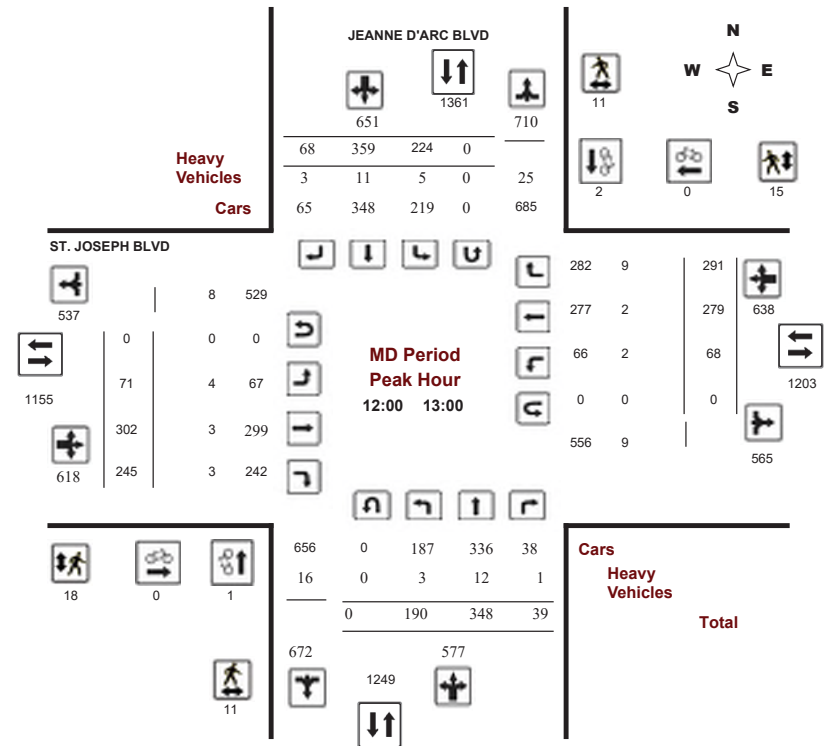 JEANNE D'ARC BLVD
N
W E
S
1361
11
651 710
68 359 224 0
Heavy
Vehicles
3 11 5 0 25
Cars
65 348 219 0 685
2 0 15
ST. JOSEPH BLVD
537
8 529
0 0 0
1155
71 4 67
302 3 299
618
245 3 242
MD Period
Peak Hour
12:00 13:00
282 9 291
277 2 279 638
66 2 68
1203
0 0 0
556 9
565
656 0 187 336 38
Cars
16 0 3 12 1
Heavy
Vehicles
0 190 348 39
Total
18 0 1
672 577
1249
11